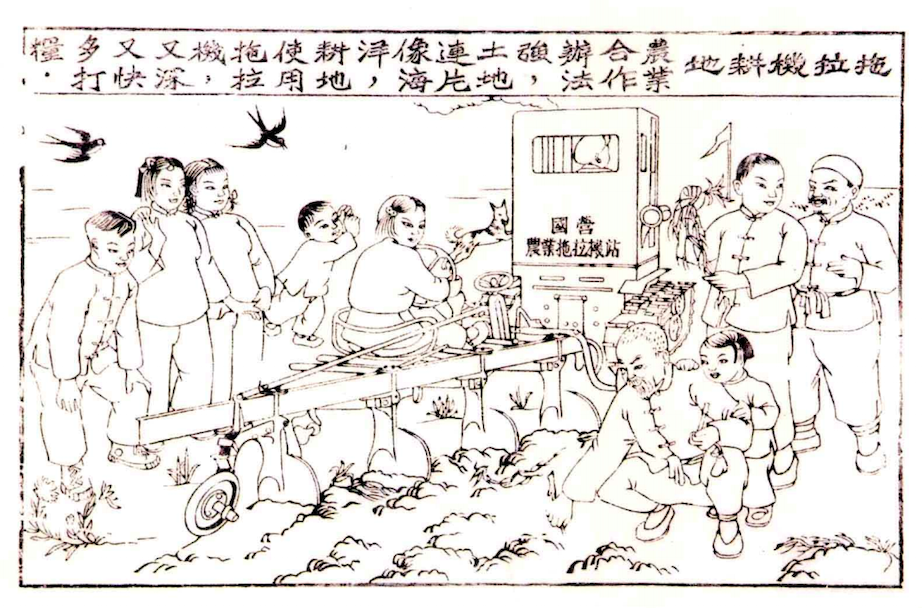 拖拉機耕地
農業
合作
辦法
強，
土地
連片
像海
洋，
耕地
使用
拖拉
機，
又深
又快
多打
糧．
國營
農業拖拉機站